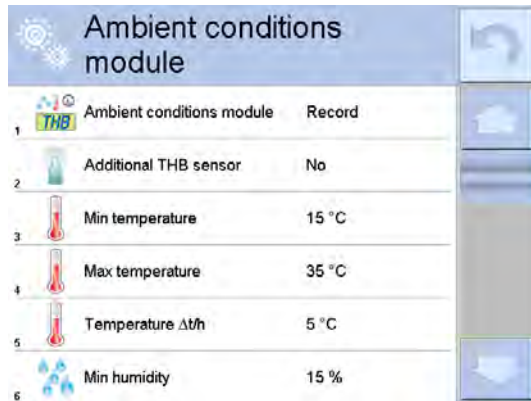 Ambient conditions
module
THB
1 Ambient conditions module Record
2 Additional THB sensor No
3 Min temperature 15 °C
4 Max temperature 35 °C
5 Temperature Δt/h 5 °C
6 Min humidity 15 %